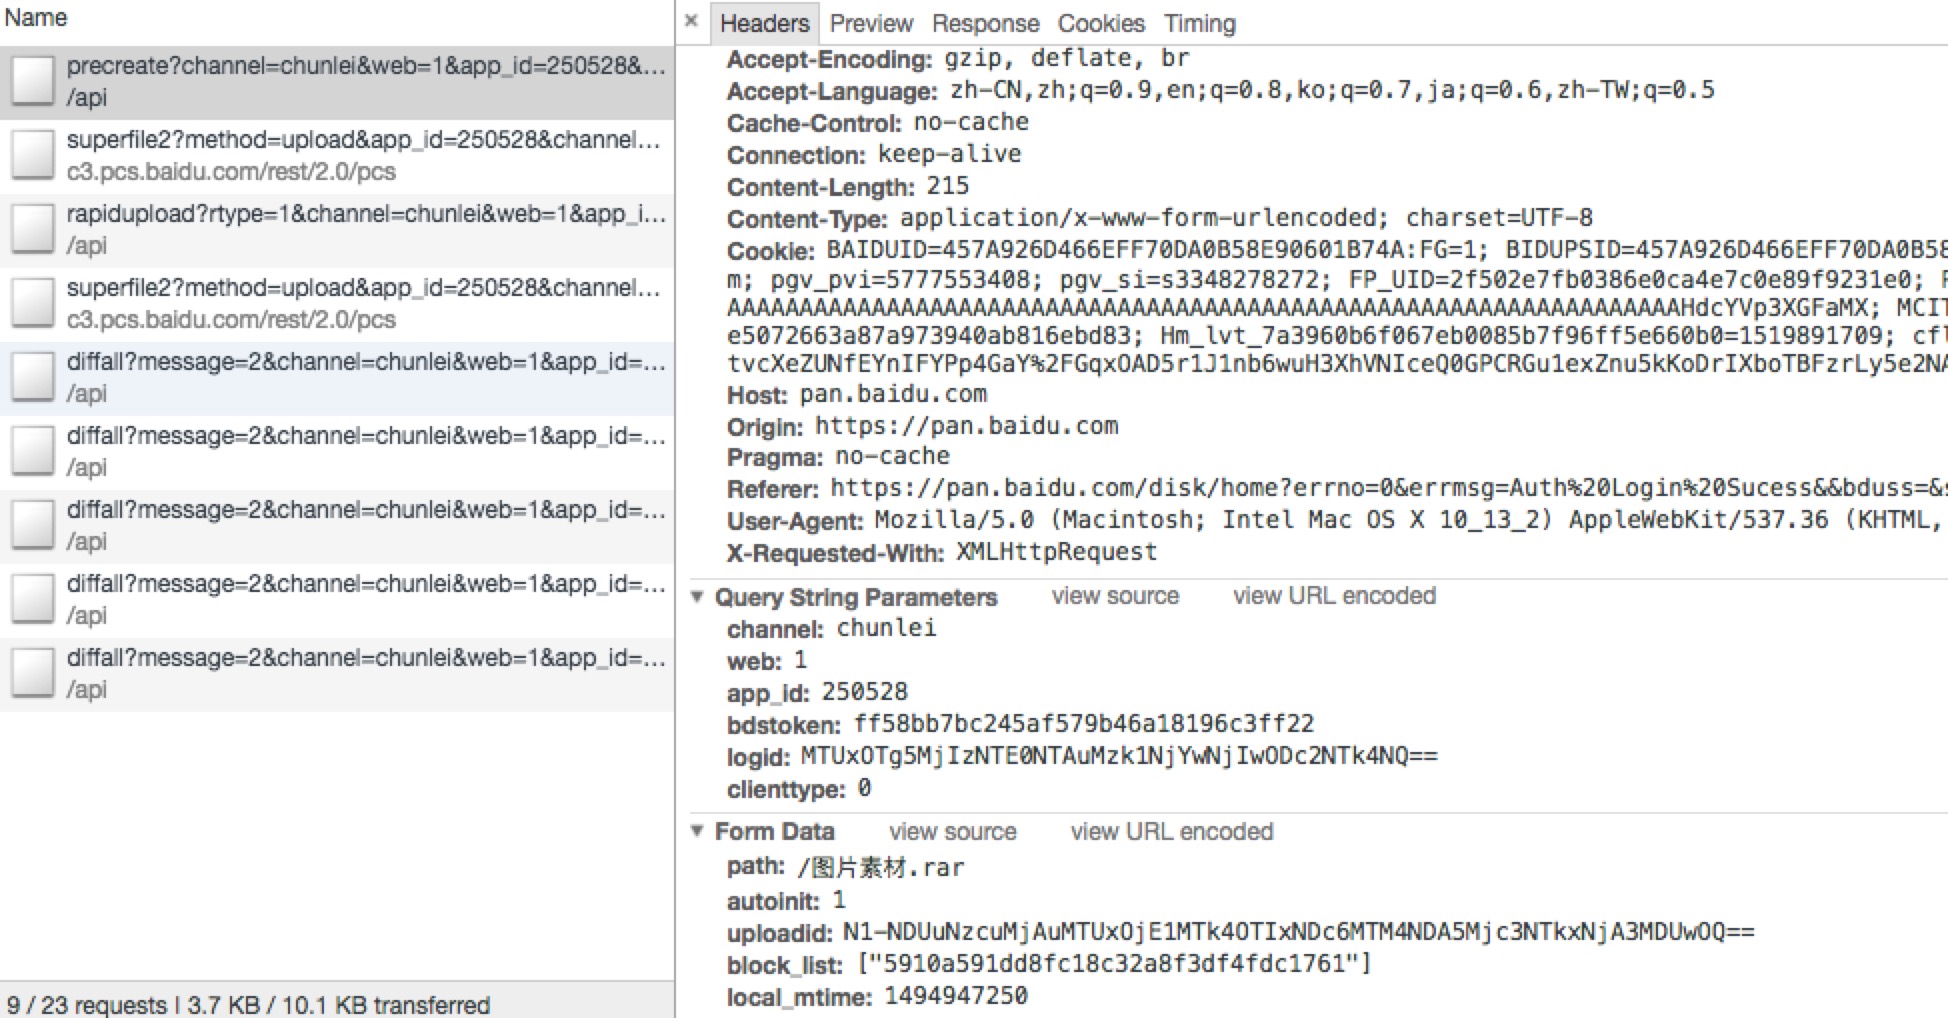 Name
precreate?channel=chunlei&web=1&app_id=250528&...
/api
superfile2?method=upload&app_id=250528&channel...
c3.pcs.baidu.com/rest/2.0/pcs
rapidupload?rtype=1&channel=chunlei&web=1&app_i...
/api
superfile2?method=upload&app_id=250528&channel...
c3.pcs.baidu.com/rest/2.0/pcs
diffall?message=2&channel=chunlei&web=1&app_id=...
/api
diffall?message=2&channel=chunlei&web=1&app_id=...
/api
diffall?message=2&channel=chunlei&web=1&app_id=...
/api
diffall?message=2&channel=chunlei&web=1&app_id=...
/api
diffall?message=2&channel=chunlei&web=1&app_id=...
/api
9 / 23 requests | 3.7 KB / 10.1 KB transferred
× Headers Preview Response Cookies Timing
Accept-Encoding: gzip, deflate, br
Accept-Language: zh-CN,zh;q=0.9,en;q=0.8,ko;q=0.7,ja;q=0.6,zh-TW;q=0.5
Cache-Control: no-cache
Connection: keep-alive
Content-Length: 215
Content-Type: application/x-www-form-urlencoded; charset=UTF-8
Cookie: BAIDUID=457A926D466EFF70DA0B58E90601B74A:FG=1; BIDUPSID=457A926D466EFF70DA0B58
m; pgv_pvi=5777553408; pgv_si=s3348278272; FP_UID=2f502e7fb0386e0ca4e7c0e89f9231e0;
AAAAAAAAAAAAAAAAAAAAAAAAAAAAAAAAAAAAAAAAAAAAAAAAAAAAAAAAAAAAAAAAAAAAAAAAAAAAAAAHdcYVp3XGFaMX; MCIT
e5072663a87a973940ab816ebd83; Hm_lvt_7a3960b6f067eb0085b7f96ff5e660b0=1519891709; cfl
tvcXeZUNfEYnIFYPp4GaY%2FGqxOAD5r1J1nb6wuH3XhVNIceQ0GPCRGu1exZnu5kKoDrIXboTBFzrLy5e2NA
Host: pan.baidu.com
Origin: https://pan.baidu.com
Pragma: no-cache
Referer: https://pan.baidu.com/disk/home?errno=0&errmsg=Auth%20Login%20Sucess&&bduss=&s
User-Agent: Mozilla/5.0 (Macintosh; Intel Mac OS X 10_13_2) AppleWebKit/537.36 (KHTML,
X-Requested-With: XMLHttpRequest
▼ Query String Parameters view source view URL encoded
channel: chunlei
web: 1
app_id: 250528
bdstoken: ff58bb7bc245af579b46a18196c3ff22
logid: MTUxOTg5MjIzNTE0NTAuMzk1NjYwNjIwODc2NTk4NQ==
clienttype: 0
▼ Form Data view source view URL encoded
path: /图片素材.rar
autoinit: 1
uploadid: N1-NDUuNzcuMjAuMTUxOjE1MTk4OTIxNDc6MTM4NDA5Mjc3NTkxNjA3MDUwOQ==
block_list: ["5910a591dd8fc18c32a8f3df4fdc1761"]
local_mtime: 1494947250